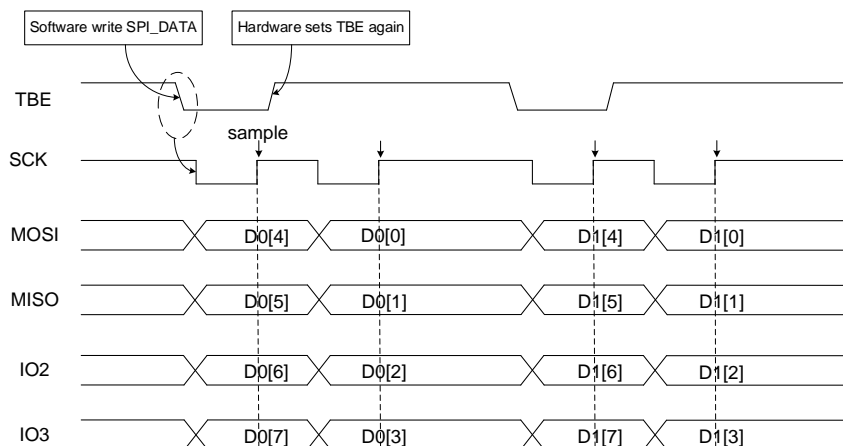 Software write SPI_DATA
Hardware sets TBE again
TBE
sample
SCK
MOSI D0[4] D0[0] D1[4] D1[0]
MISO D0[5] D0[1] D1[5] D1[1]
IO2 D0[6] D0[2] D1[6] D1[2]
IO3 D0[7] D0[3] D1[7] D1[3]